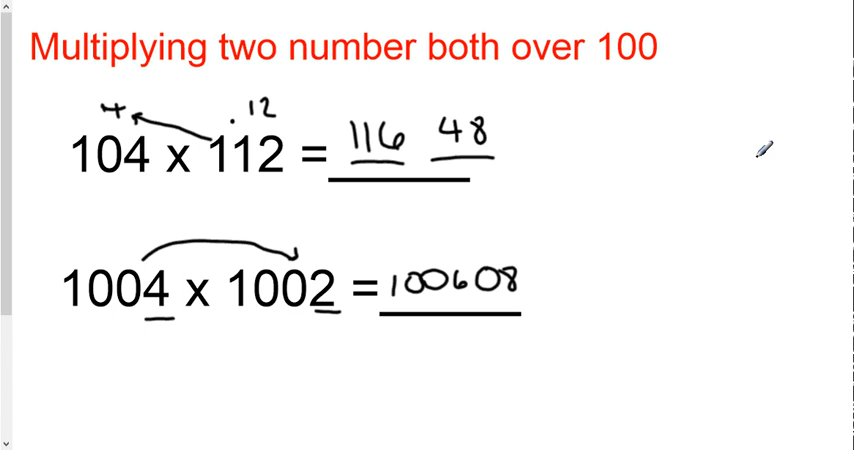 Multiplying two number both over 100
4 . 12
104 x 112 = 116 48
1004 x 1002 = 100608